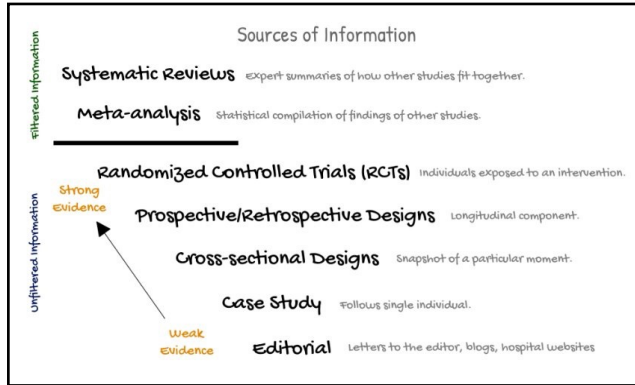 Sources of Information
Filtered Information
Systematic Reviews Expert summaries of how other studies fit together.
Meta-analysis Statistical compilation of findings of other studies.
Unfiltered Information
Randomized Controlled Trials (RCTs) Individuals exposed to an intervention.
Strong
Evidence
Prospective/Retrospective Designs Longitudinal component.
Cross-sectional Designs Snapshot of a particular moment.
Case Study Follows single individual.
Weak
Evidence
Editorial Letters to the editor, blogs, hospital websites